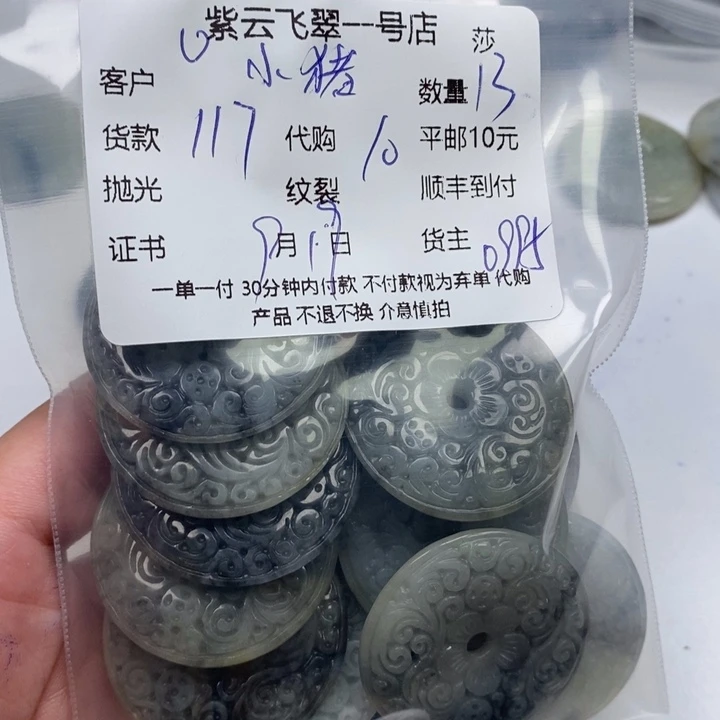 紫云飞翠一号店 莎
客户 小猪 数量 13
货款 117 代购 10 平邮10元
抛光 纹裂 顺丰到付
证书 9月19日 货主 0995
一单一付 30分钟内付款 不付款视为弃单 代购
产品 不退不换 介意慎拍